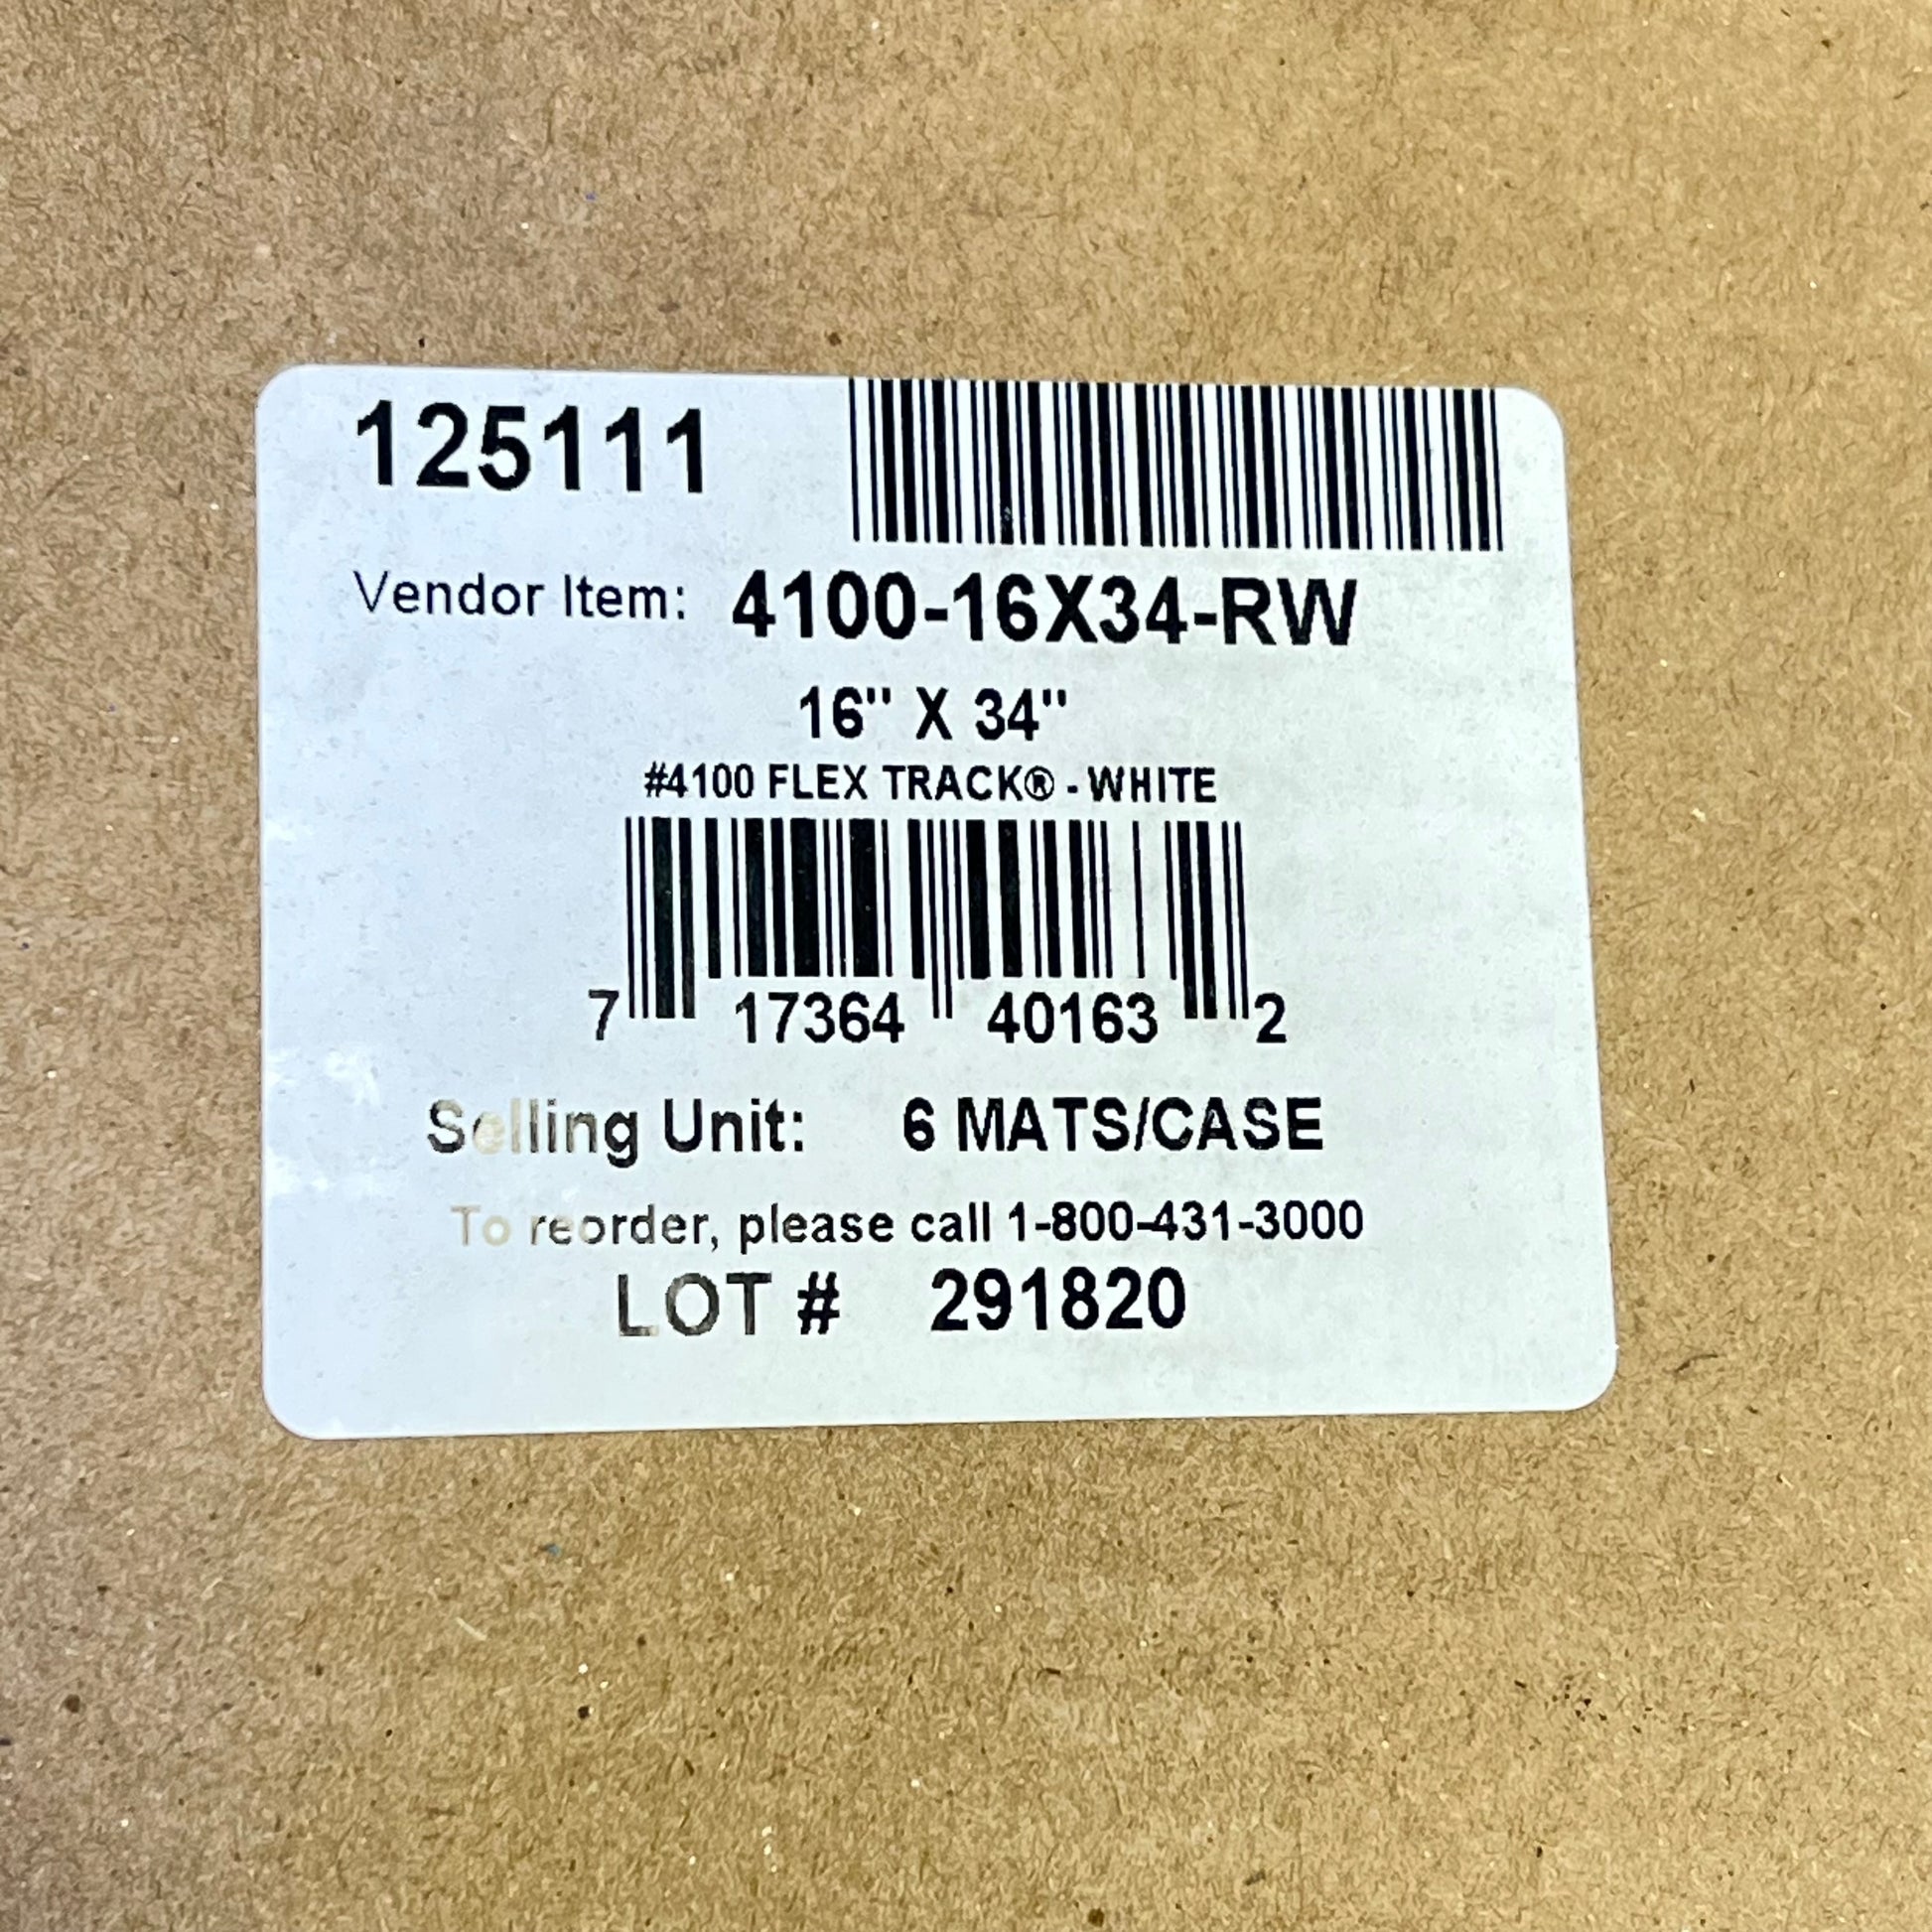 125111
Vendor Item: 4100-16X34-RW
16" X 34"
#4100 FLEX TRACK® - WHITE
7 17364 40163 2
Selling Unit: 6 MATS/CASE
To reorder, please call 1-800-431-3000
LOT # 291820